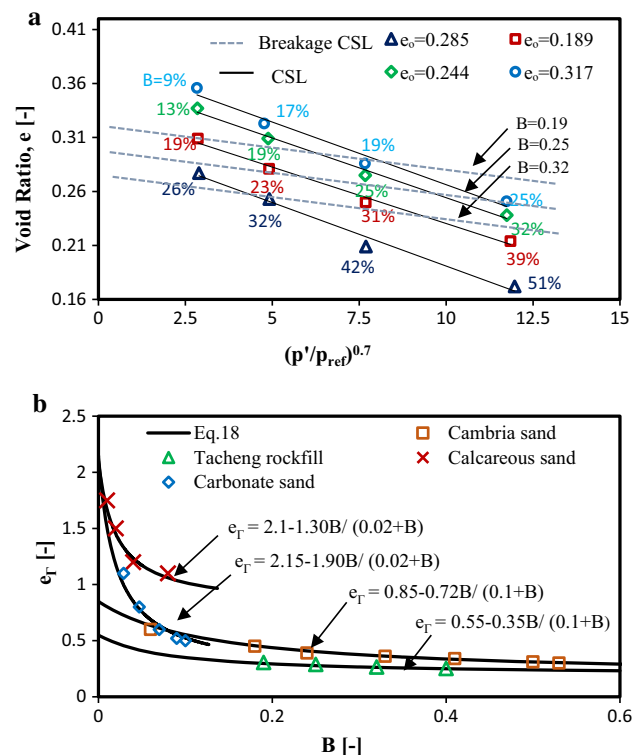 a
Breakage CSL
CSL
e₀=0.285
e₀=0.189
e₀=0.244
e₀=0.317
0.41
0.36
0.31
0.26
0.21
0.16
Void Ratio, e [-]
B=9%
17%
19%
25%
13%
19%
25%
32%
19%
23%
31%
39%
26%
32%
42%
51%
B=0.19
B=0.25
B=0.32
0 2.5 5 7.5 10 12.5 15
(p'/p_ref)^0.7
b
Eq.18
Cambria sand
Tacheng rockfill
Calcareous sand
Carbonate sand
2.5
2
1.5
1
0.5
0
e_Γ [-]
e_Γ = 2.1-1.30B/ (0.02+B)
e_Γ = 2.15-1.90B/ (0.02+B)
e_Γ = 0.85-0.72B/ (0.1+B)
e_Γ = 0.55-0.35B/ (0.1+B)
0 0.2 0.4 0.6
B [-]